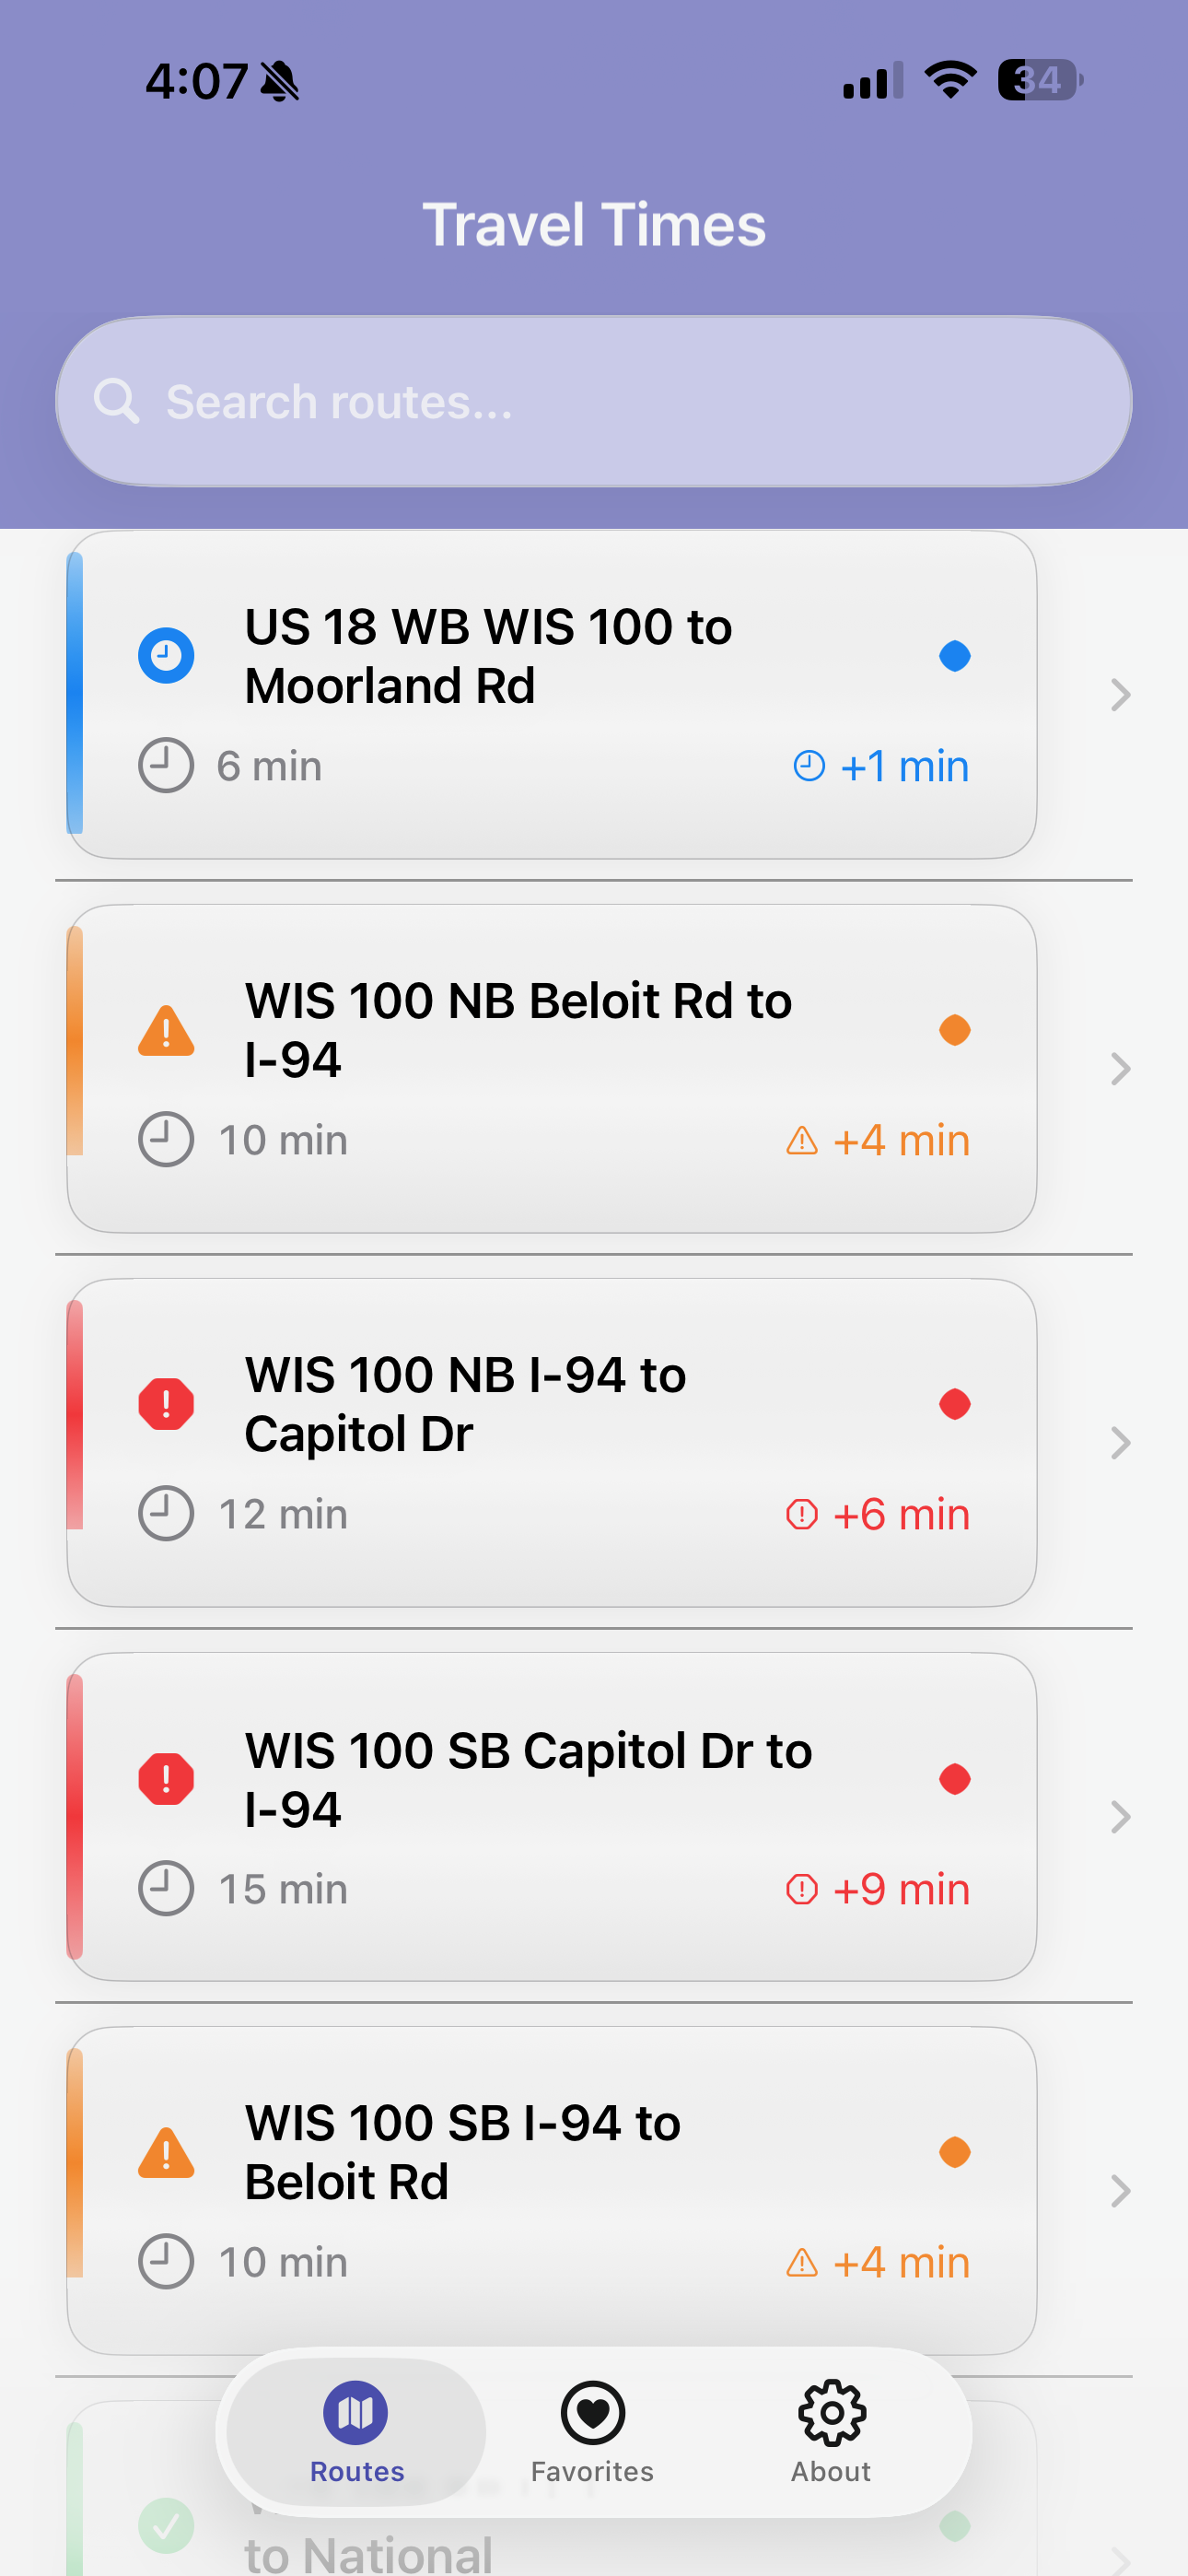 4:07
34
Travel Times
Search routes...
US 18 WB WIS 100 to
Moorland Rd
6 min
+1 min
WIS 100 NB Beloit Rd to
I-94
10 min
+4 min
WIS 100 NB I-94 to
Capitol Dr
12 min
+6 min
WIS 100 SB Capitol Dr to
I-94
15 min
+9 min
WIS 100 SB I-94 to
Beloit Rd
10 min
+4 min
Routes
Favorites
About
to National